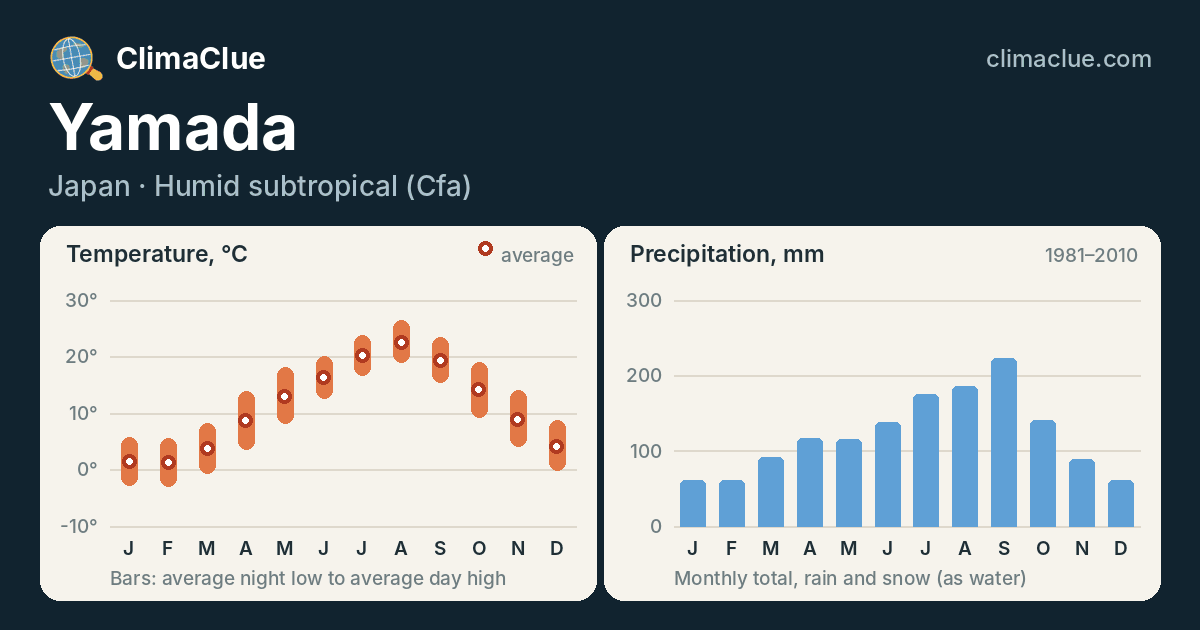 ClimaClue
climaclue.com
Yamada
Japan · Humid subtropical (Cfa)
Temperature, °C
average
30°
20°
10°
0°
-10°
J F M A M J J A S O N D
Bars: average night low to average day high
Precipitation, mm
1981–2010
300
200
100
0
J F M A M J J A S O N D
Monthly total, rain and snow (as water)